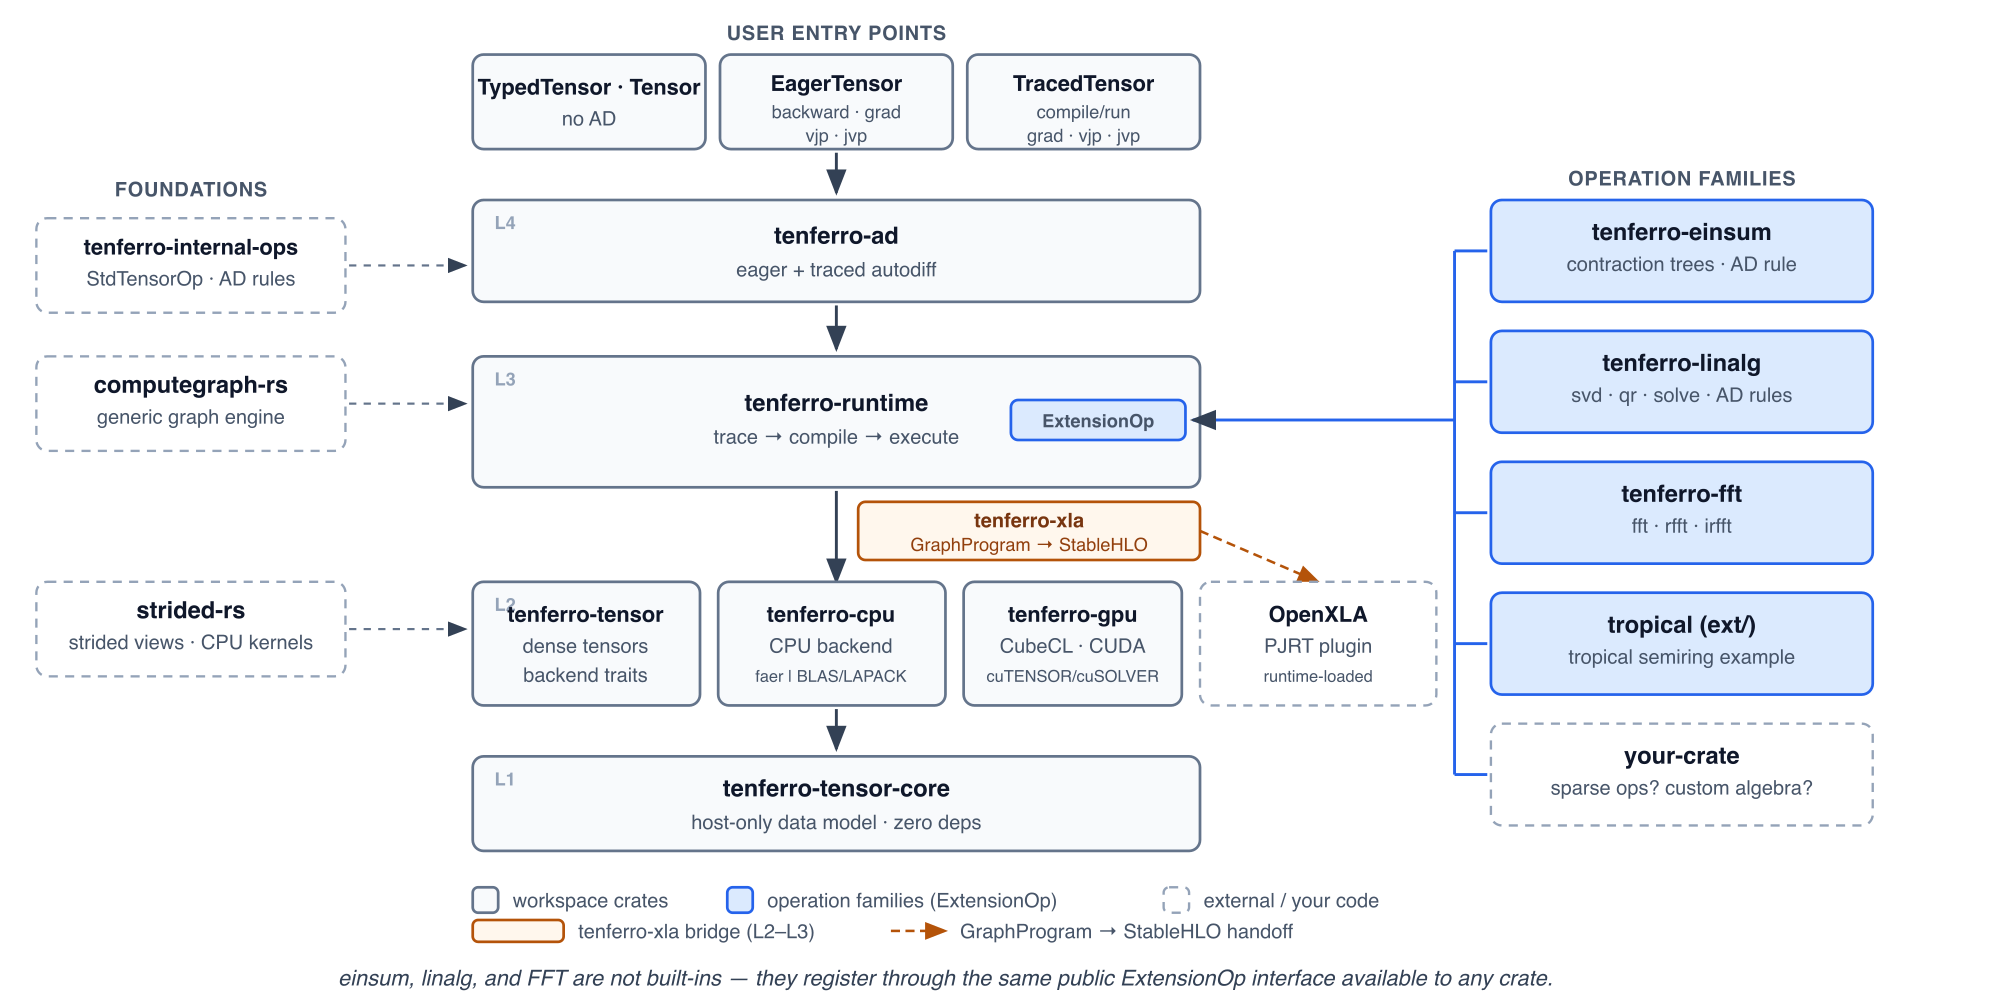 USER ENTRY POINTS
TypedTensor · Tensor
no AD
EagerTensor
backward · grad
vjp · jvp
TracedTensor
compile/run
grad · vjp · jvp
FOUNDATIONS
tenferro-internal-ops
StdTensorOp · AD rules
computegraph-rs
generic graph engine
strided-rs
strided views · CPU kernels
L4
tenferro-ad
eager + traced autodiff
L3
tenferro-runtime
trace → compile → execute
ExtensionOp
tenferro-xla
GraphProgram → StableHLO
L2
tenferro-tensor
dense tensors
backend traits
tenferro-cpu
CPU backend
faer | BLAS/LAPACK
tenferro-gpu
CubeCL · CUDA
cuTENSOR/cuSOLVER
OpenXLA
PJRT plugin
runtime-loaded
L1
tenferro-tensor-core
host-only data model · zero deps
OPERATION FAMILIES
tenferro-einsum
contraction trees · AD rule
tenferro-linalg
svd · qr · solve · AD rules
tenferro-fft
fft · rfft · irfft
tropical (ext/)
tropical semiring example
your-crate
sparse ops? custom algebra?
workspace crates
operation families (ExtensionOp)
external / your code
tenferro-xla bridge (L2–L3)
GraphProgram → StableHLO handoff
einsum, linalg, and FFT are not built-ins — they register through the same public ExtensionOp interface available to any crate.